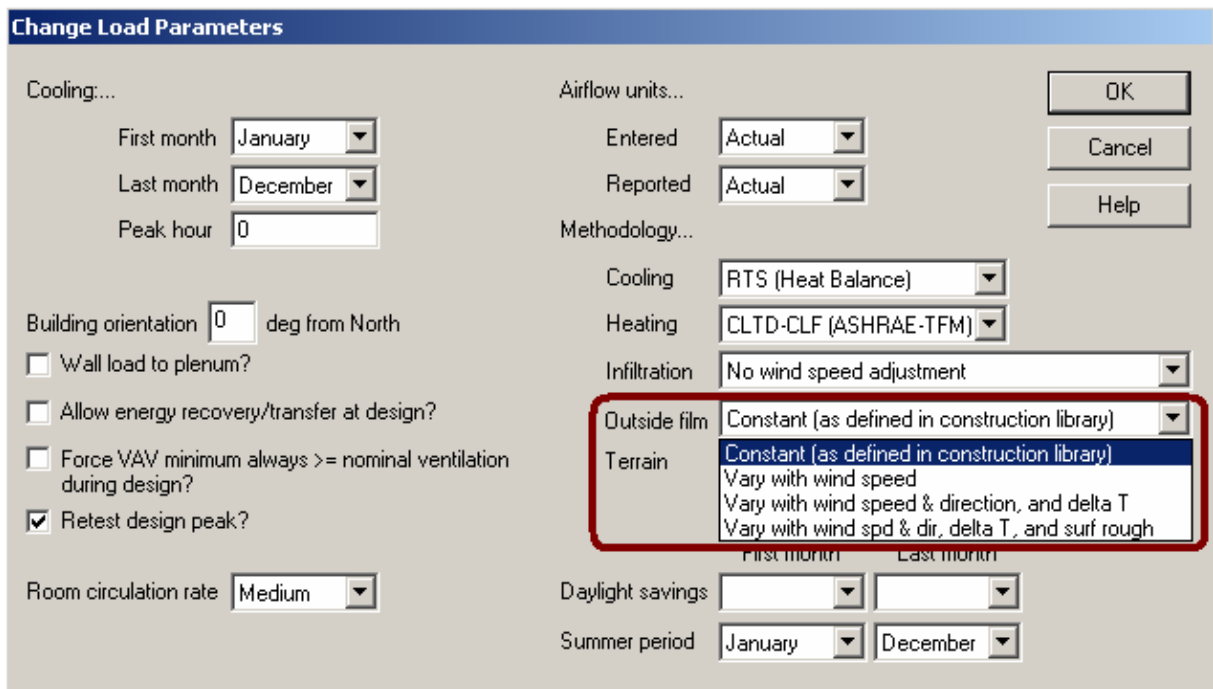 Change Load Parameters
Cooling:...
First month January
Last month December
Peak hour 0
Building orientation 0 deg from North
Wall load to plenum?
Allow energy recovery/transfer at design?
Force VAV minimum always >= nominal ventilation
during design?
Retest design peak?
Room circulation rate Medium
Airflow units...
Entered Actual
Reported Actual
Methodology...
Cooling RTS (Heat Balance)
Heating CLTD-CLF (ASHRAE-TFM)
Infiltration No wind speed adjustment
Outside film Constant (as defined in construction library)
Terrain
Constant (as defined in construction library)
Vary with wind speed
Vary with wind speed & direction, and delta T
Vary with wind spd & dir, delta T, and surf rough
First month Last month
Daylight savings
Summer period January December
OK
Cancel
Help